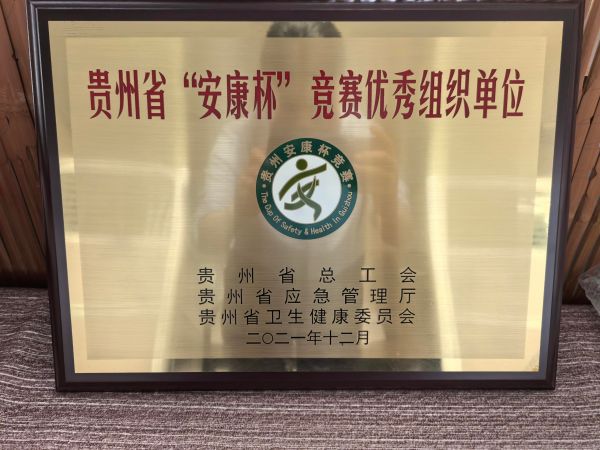 贵州省“安康杯”竞赛优秀组织单位
贵州安康杯竞赛
The Cup Of Safety & Health In Guizhou
贵州省总工会
贵州省应急管理厅
贵州省卫生健康委员会
二〇二一年十二月